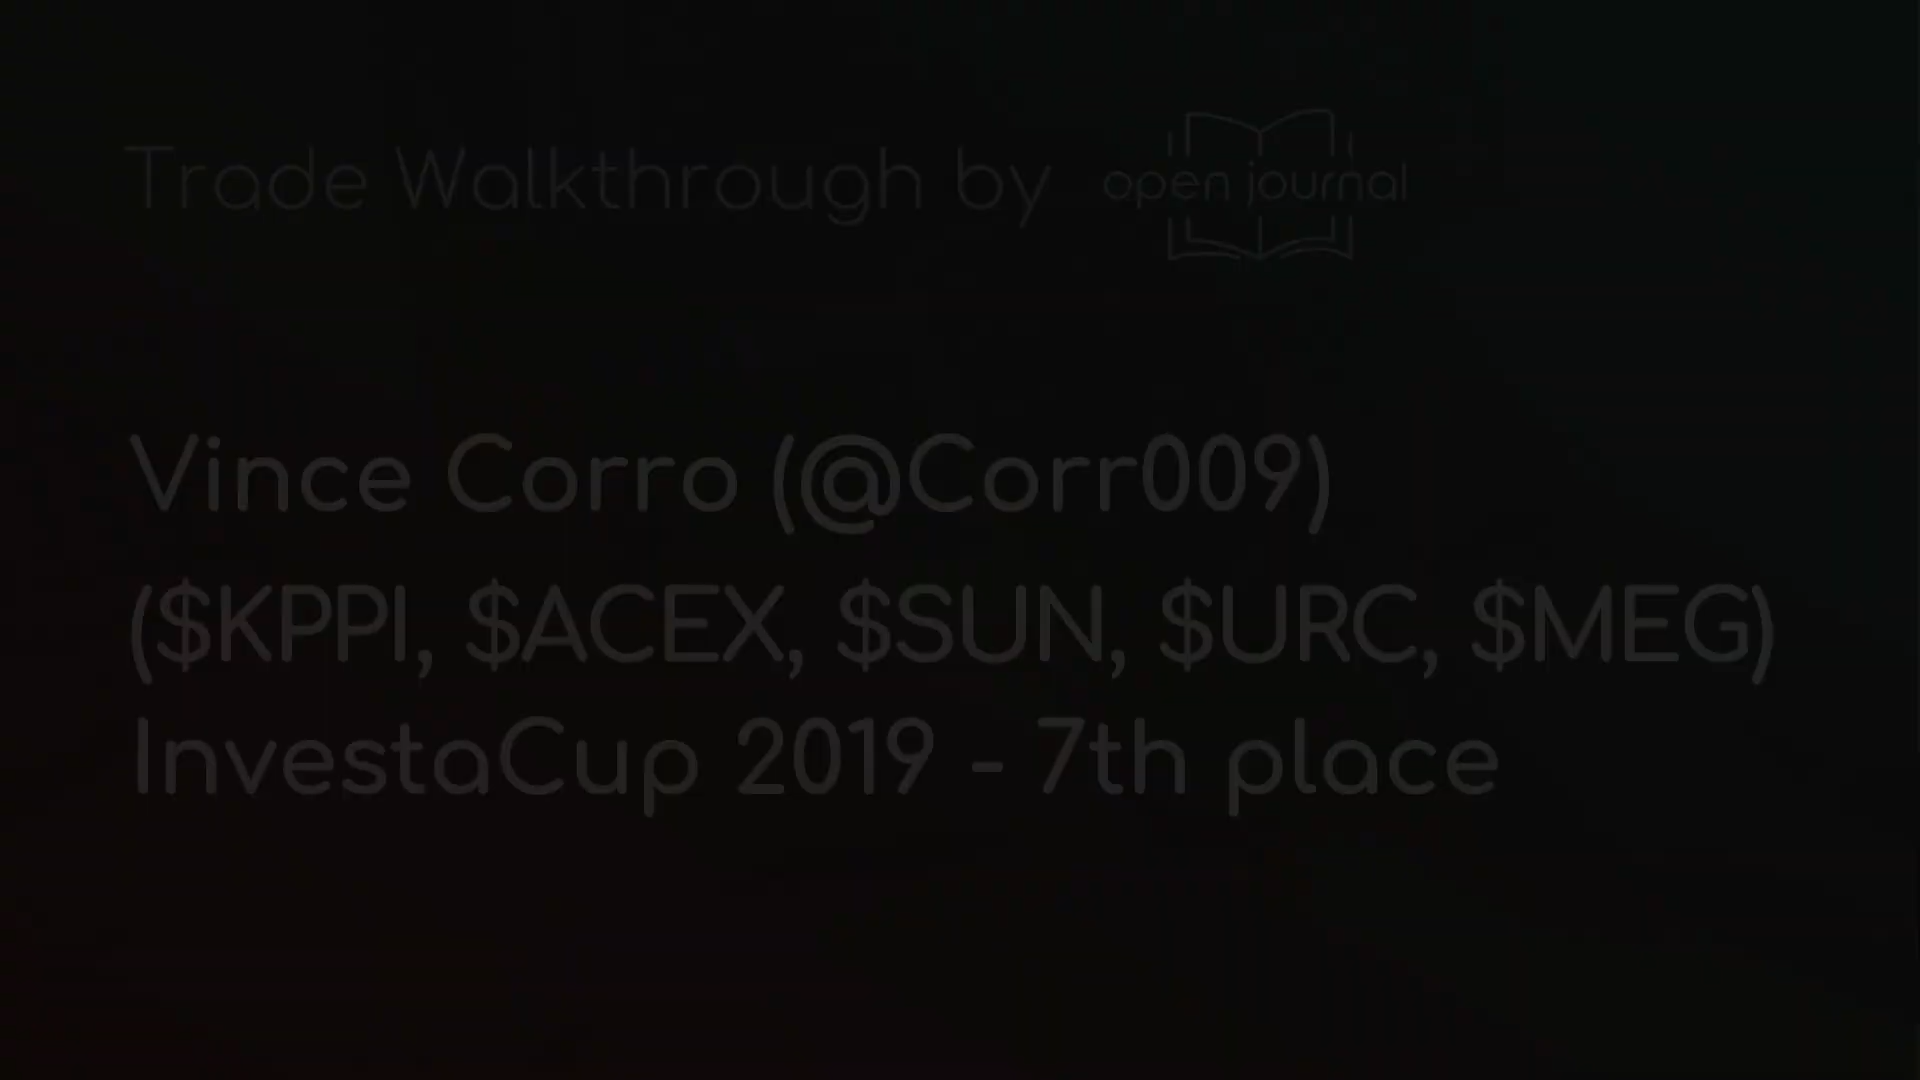 Trade Walkthrough by open journal
Vince Corro (@Corr009)
($KPPI, $ACEX, $SUN, $URC, $MEG)
InvestaCup 2019 - 7th place